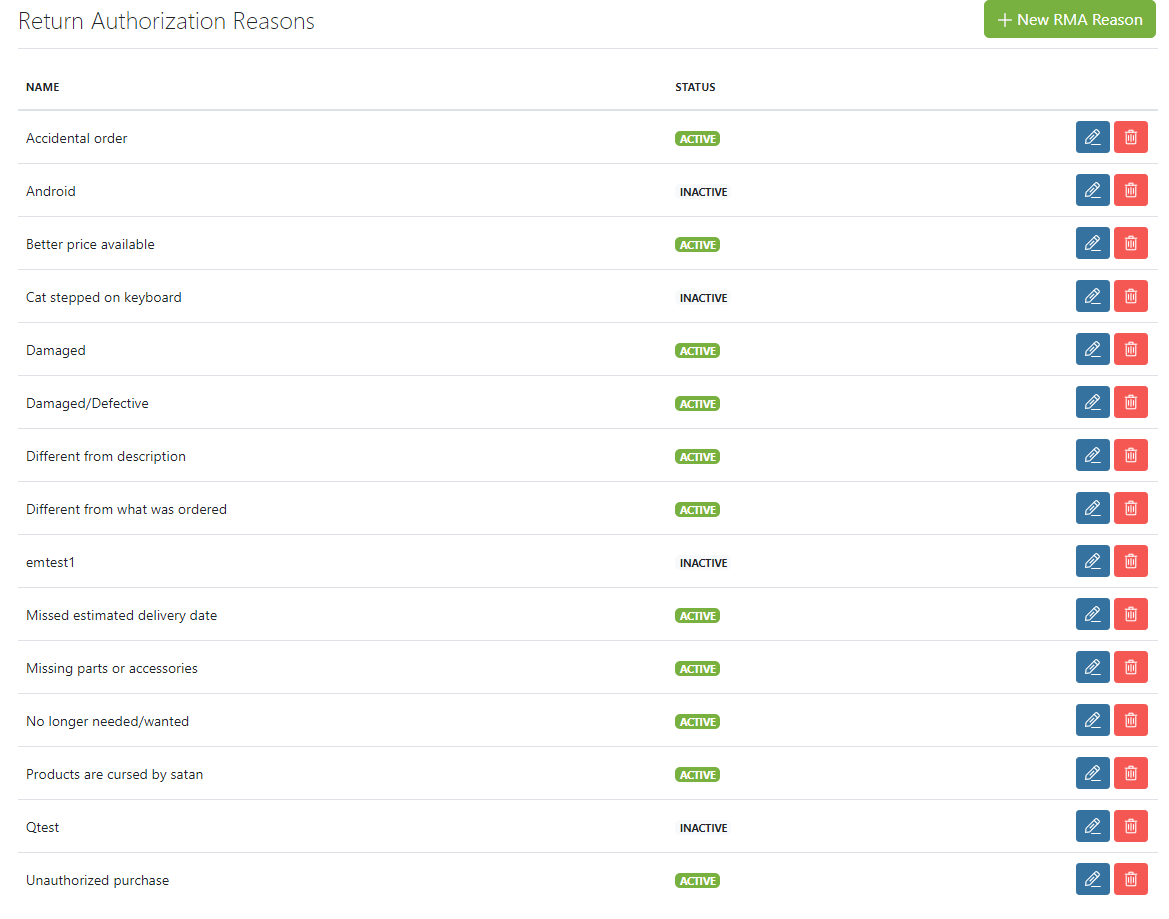 Return Authorization Reasons
New RMA Reason
NAME STATUS
Accidental order ACTIVE
Android INACTIVE
Better price available ACTIVE
Cat stepped on keyboard INACTIVE
Damaged ACTIVE
Damaged/Defective ACTIVE
Different from description ACTIVE
Different from what was ordered ACTIVE
emtest1 INACTIVE
Missed estimated delivery date ACTIVE
Missing parts or accessories ACTIVE
No longer needed/wanted ACTIVE
Products are cursed by satan ACTIVE
Qtest INACTIVE
Unauthorized purchase ACTIVE